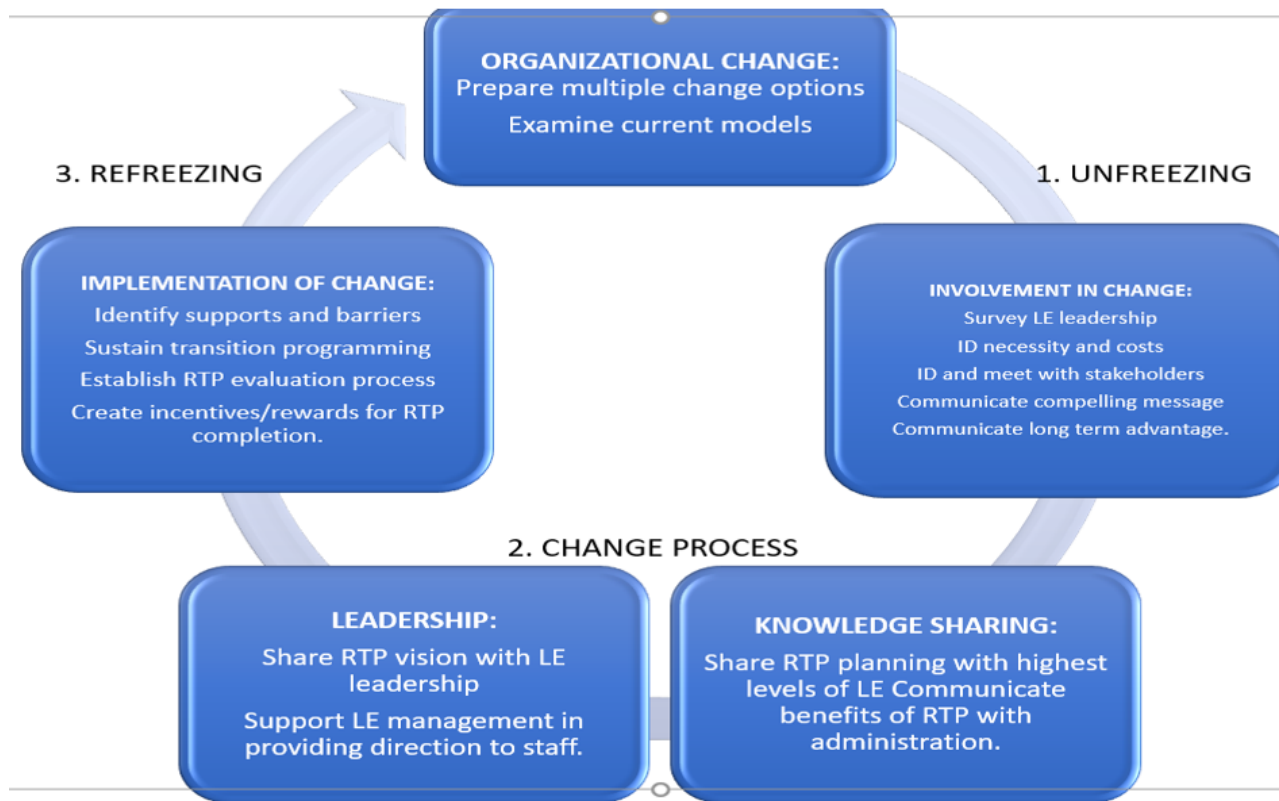 ORGANIZATIONAL CHANGE:
Prepare multiple change options
Examine current models
3. REFREEZING
1. UNFREEZING
IMPLEMENTATION OF CHANGE:
Identify supports and barriers
Sustain transition programming
Establish RTP evaluation process
Create incentives/rewards for RTP
completion.
INVOLVEMENT IN CHANGE:
Survey LE leadership
ID necessity and costs
ID and meet with stakeholders
Communicate compelling message
Communicate long term advantage.
2. CHANGE PROCESS
LEADERSHIP:
Share RTP vision with LE
leadership
Support LE management in
providing direction to staff.
KNOWLEDGE SHARING:
Share RTP planning with highest
levels of LE Communicate
benefits of RTP with
administration.